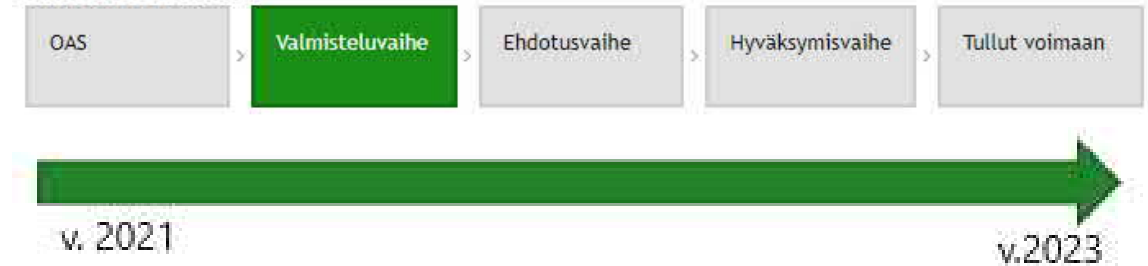 OAS
Valmisteluvaihe
Ehdotusvaihe
Hyväksymisvaihe
Tullut voimaan
v. 2021
v.2023